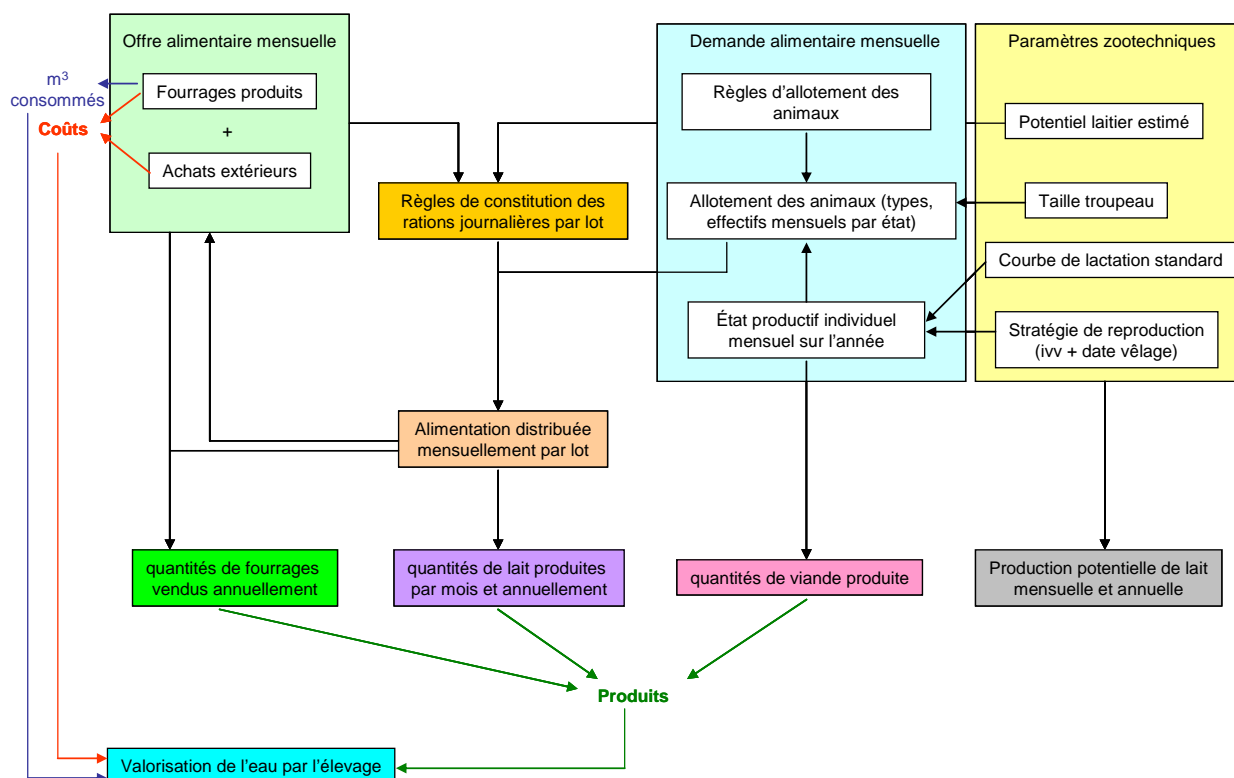 Offre alimentaire mensuelle
Demande alimentaire mensuelle
Paramètres zootechniques
m³
consommés
Coûts
Fourrages produits
+
Achats extérieurs
Règles d'allotement des
animaux
Potentiel laitier estimé
Règles de constitution des
rations journalières par lot
Allotement des animaux (types,
effectifs mensuels par état)
Taille troupeau
Courbe de lactation standard
État productif individuel
mensuel sur l'année
Stratégie de reproduction
(ivv + date vêlage)
Alimentation distribuée
mensuellement par lot
quantités de fourrages
vendus annuellement
quantités de lait produites
par mois et annuellement
quantités de viande produite
Production potentielle de lait
mensuelle et annuelle
Produits
Valorisation de l'eau par l'élevage